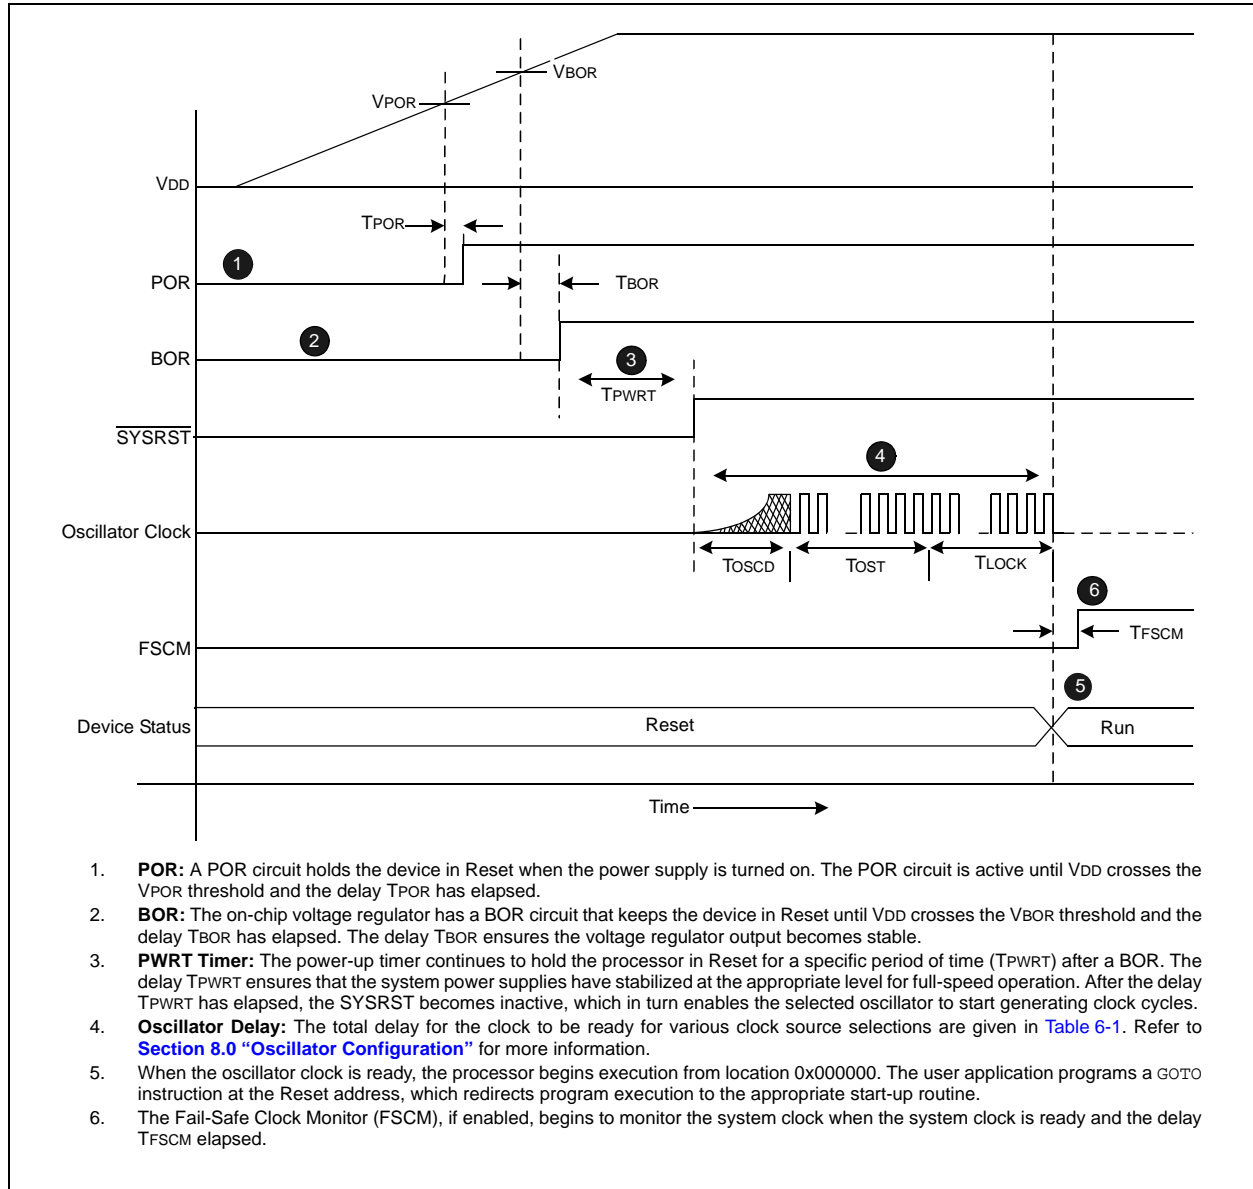 VBOR
VPOR
VDD
TPOR
1
POR
TBOR
2
BOR
3
TPWRT
SYSRST
4
Oscillator Clock
TOSCD
TOST
TLOCK
6
TFSCM
FSCM
5
Device Status
Reset
Run
Time
1. POR: A POR circuit holds the device in Reset when the power supply is turned on. The POR circuit is active until VDD crosses the
VPOR threshold and the delay TPOR has elapsed.
2. BOR: The on-chip voltage regulator has a BOR circuit that keeps the device in Reset until VDD crosses the VBOR threshold and the
delay TBOR has elapsed. The delay TBOR ensures the voltage regulator output becomes stable.
3. PWRT Timer: The power-up timer continues to hold the processor in Reset for a specific period of time (TPWRT) after a BOR. The
delay TPWRT ensures that the system power supplies have stabilized at the appropriate level for full-speed operation. After the delay
TPWRT has elapsed, the SYSRST becomes inactive, which in turn enables the selected oscillator to start generating clock cycles.
4. Oscillator Delay: The total delay for the clock to be ready for various clock source selections are given in Table 6-1. Refer to
Section 8.0 “Oscillator Configuration” for more information.
5. When the oscillator clock is ready, the processor begins execution from location 0x000000. The user application programs a GOTO
instruction at the Reset address, which redirects program execution to the appropriate start-up routine.
6. The Fail-Safe Clock Monitor (FSCM), if enabled, begins to monitor the system clock when the system clock is ready and the delay
TFSCM elapsed.